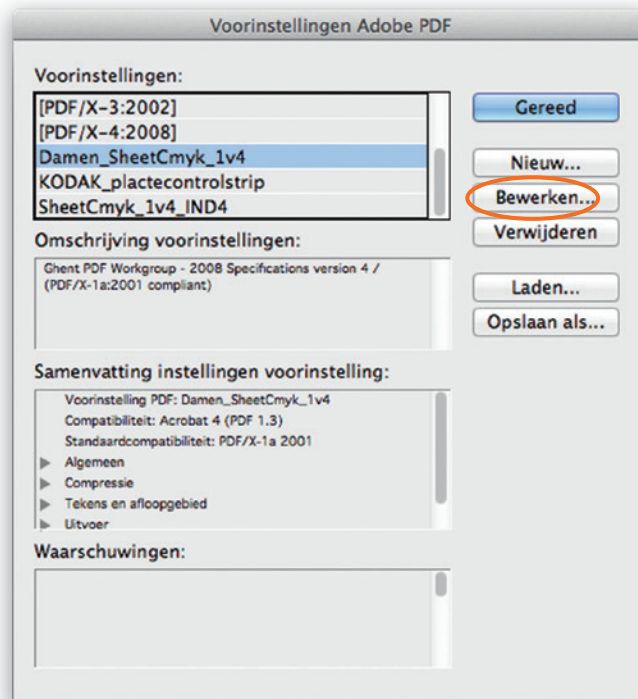 Voorinstellingen Adobe PDF
Voorinstellingen:
[PDF/X-3:2002]
[PDF/X-4:2008]
Damen_SheetCmyk_1v4
KODAK_plactecontrolstrip
SheetCmyk_1v4_IND4
Gereed
Nieuw...
Bewerken...
Verwijderen
Laden...
Opslaan als...
Omschrijving voorinstellingen:
Ghent PDF Workgroup - 2008 Specifications version 4 /
(PDF/X-1a:2001 compliant)
Samenvatting instellingen voorinstelling:
Voorinstelling PDF: Damen_SheetCmyk_1v4
Compatibiliteit: Acrobat 4 (PDF 1.3)
Standaardcompatibiliteit: PDF/X-1a 2001
Algemeen
Compressie
Tekens en afloopgebied
Uitvoer
Waarschuwingen: